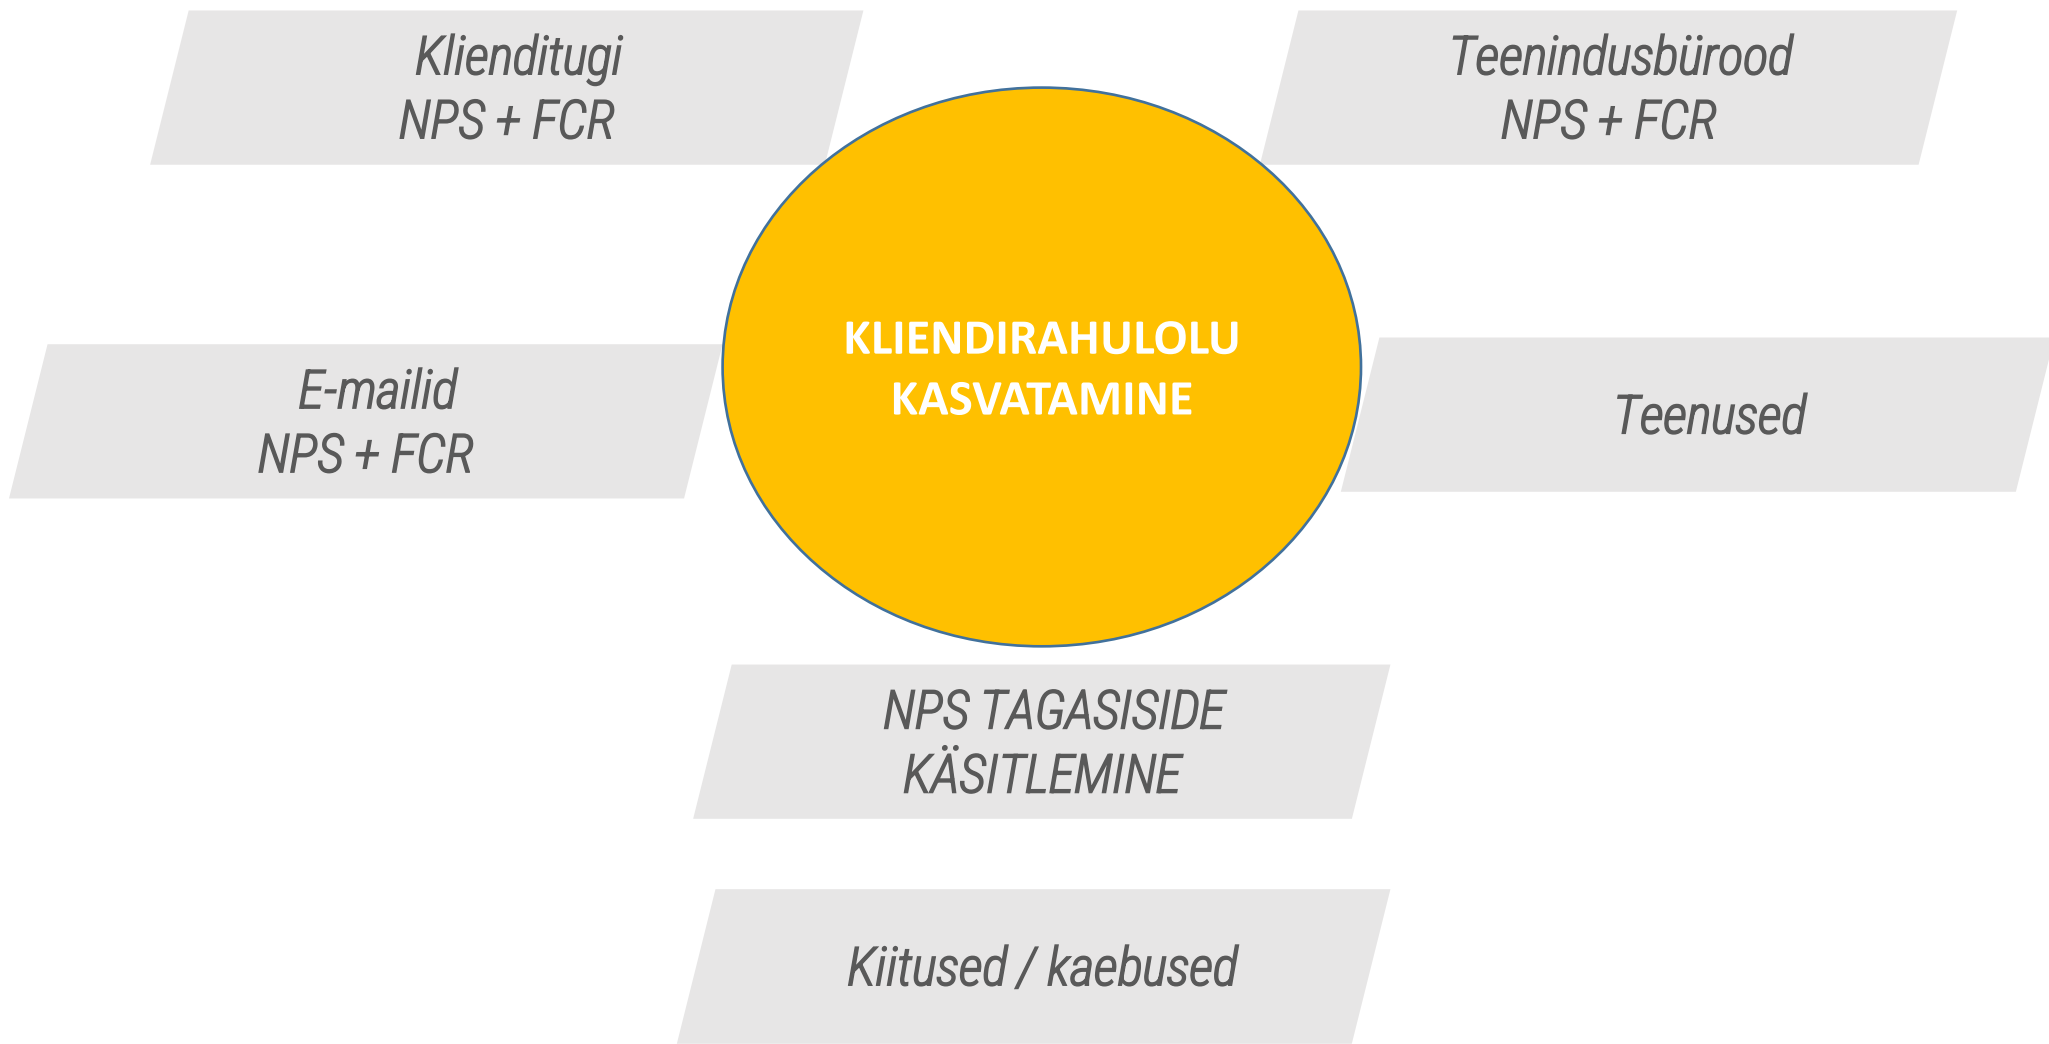 Klienditugi
NPS + FCR
Teenindusbürood
NPS + FCR
KLIENDIRAHULOLU
KASVATAMINE
E-mailid
NPS + FCR
Teenused
NPS TAGASISIDE
KÄSITLEMINE
Kiitused / kaebused